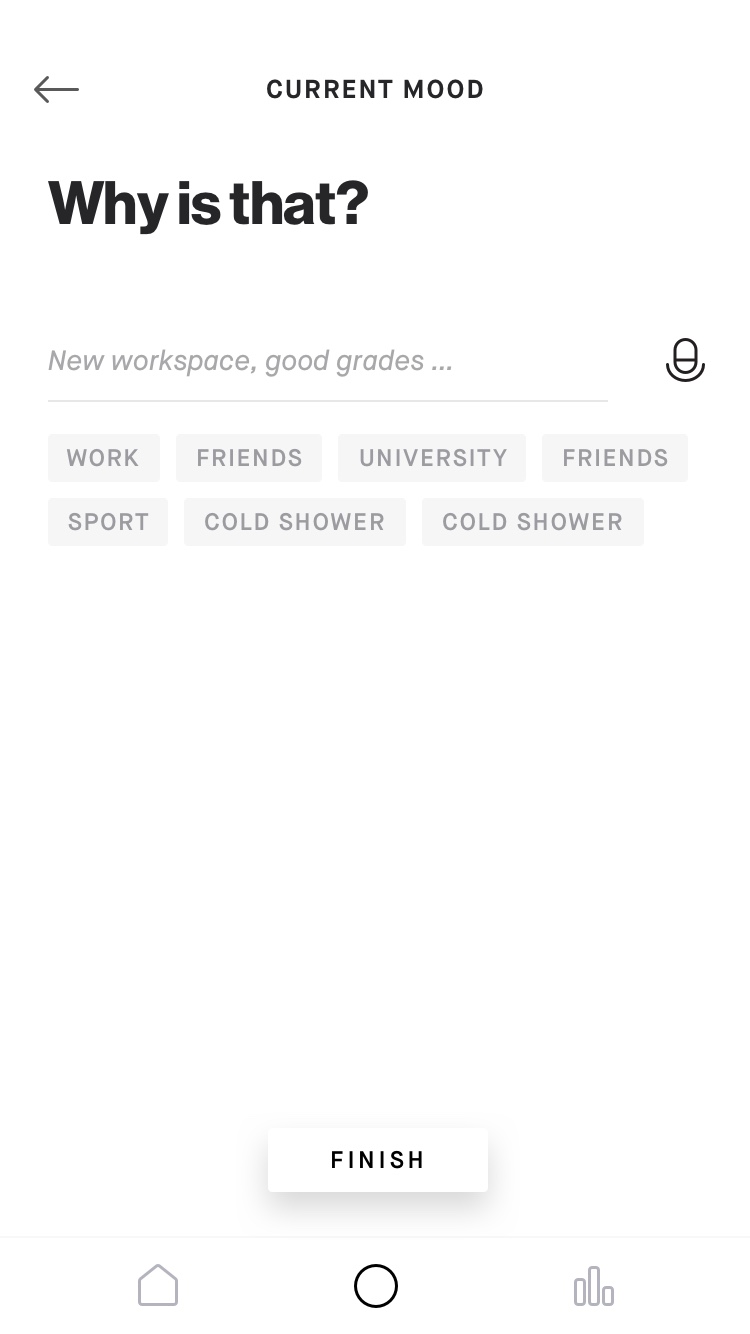 CURRENT MOOD
Why is that?
New workspace, good grades ...
WORK FRIENDS UNIVERSITY FRIENDS
SPORT COLD SHOWER COLD SHOWER
FINISH